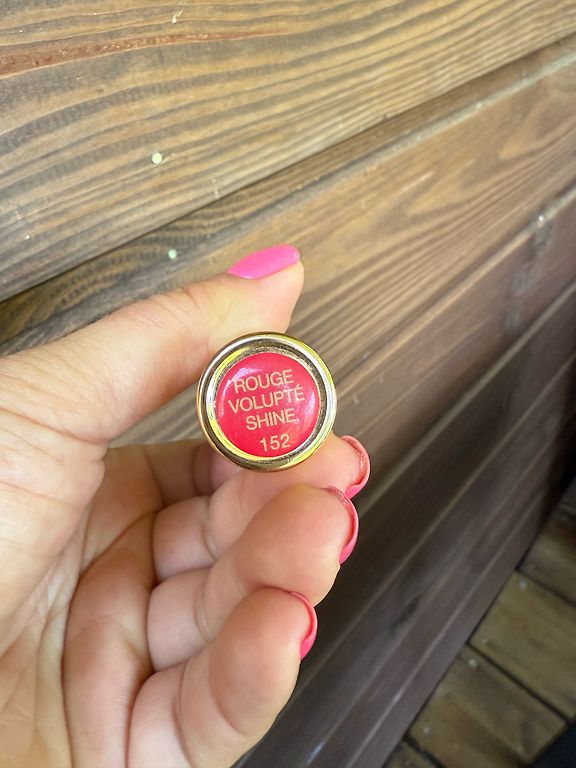 ROUGE
VOLUPTÉ
SHINE
152